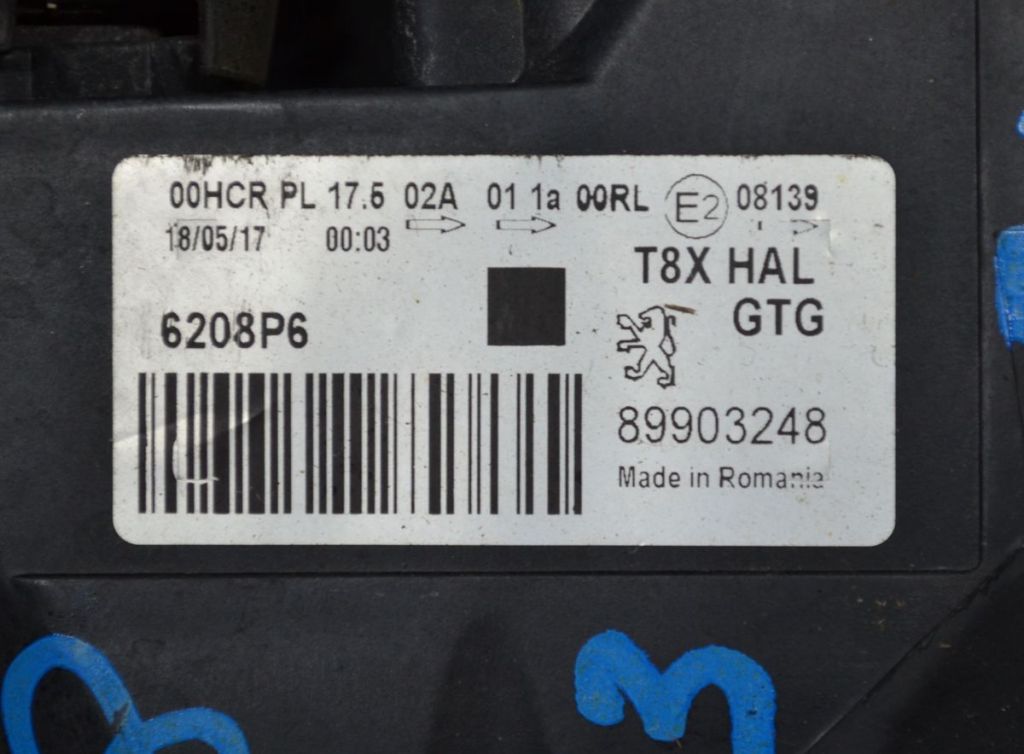 00HCR PL 17.5 02A 01 1a 00RL E2 08139
18/05/17 00:03
T8X HAL
GTG
6208P6
89903248
Made in Romania
3